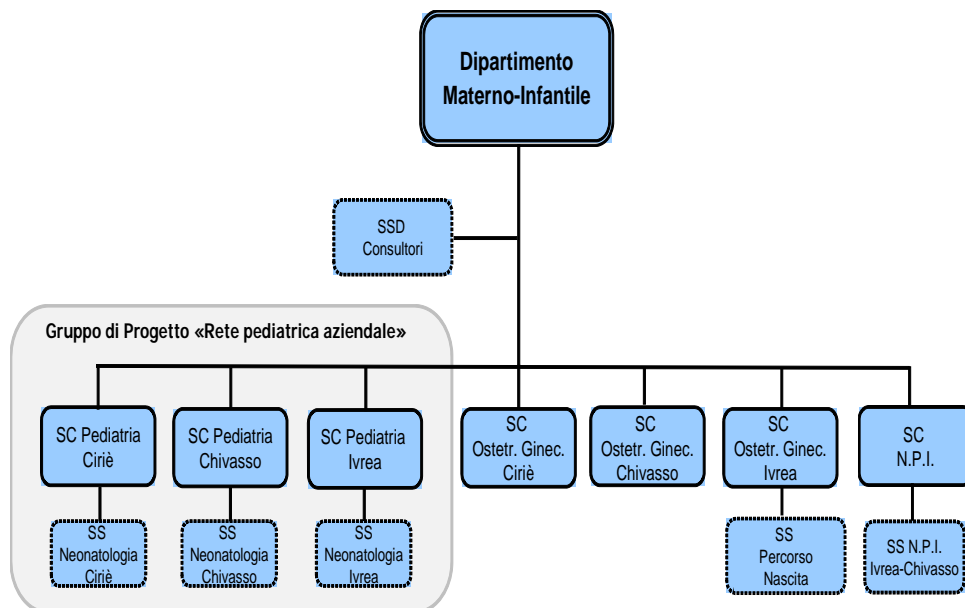 Dipartimento
Materno-Infantile
SSD
Consultori
Gruppo di Progetto «Rete pediatrica aziendale»
SC Pediatria
Ciriè
SC Pediatria
Chivasso
SC Pediatria
Ivrea
SC
Ostetr. Ginec.
Ciriè
SC
Ostetr. Ginec.
Chivasso
SC
Ostetr. Ginec.
Ivrea
SC
N.P.I.
SS
Neonatologia
Ciriè
SS
Neonatologia
Chivasso
SS
Neonatologia
Ivrea
SS
Percorso
Nascita
SS N.P.I.
Ivrea-Chivasso